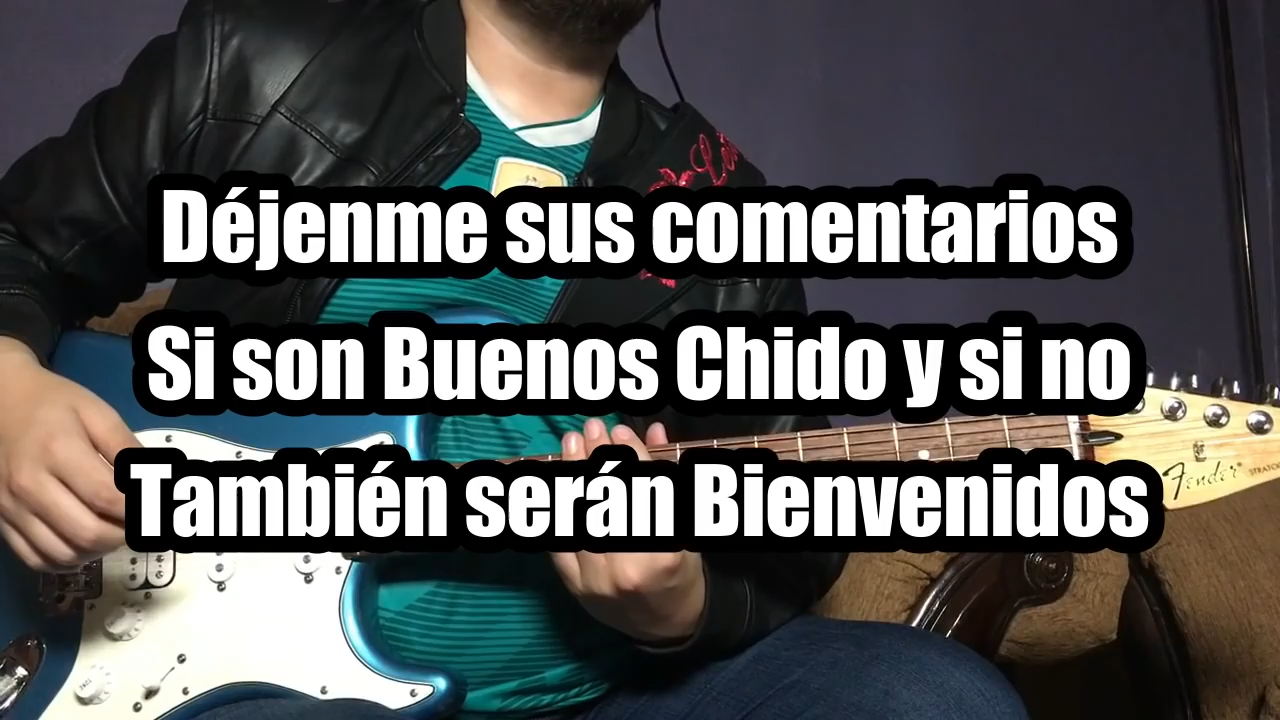 Déjenme sus comentarios
Si son Buenos Chido y si no
También serán Bienvenidos
Fender